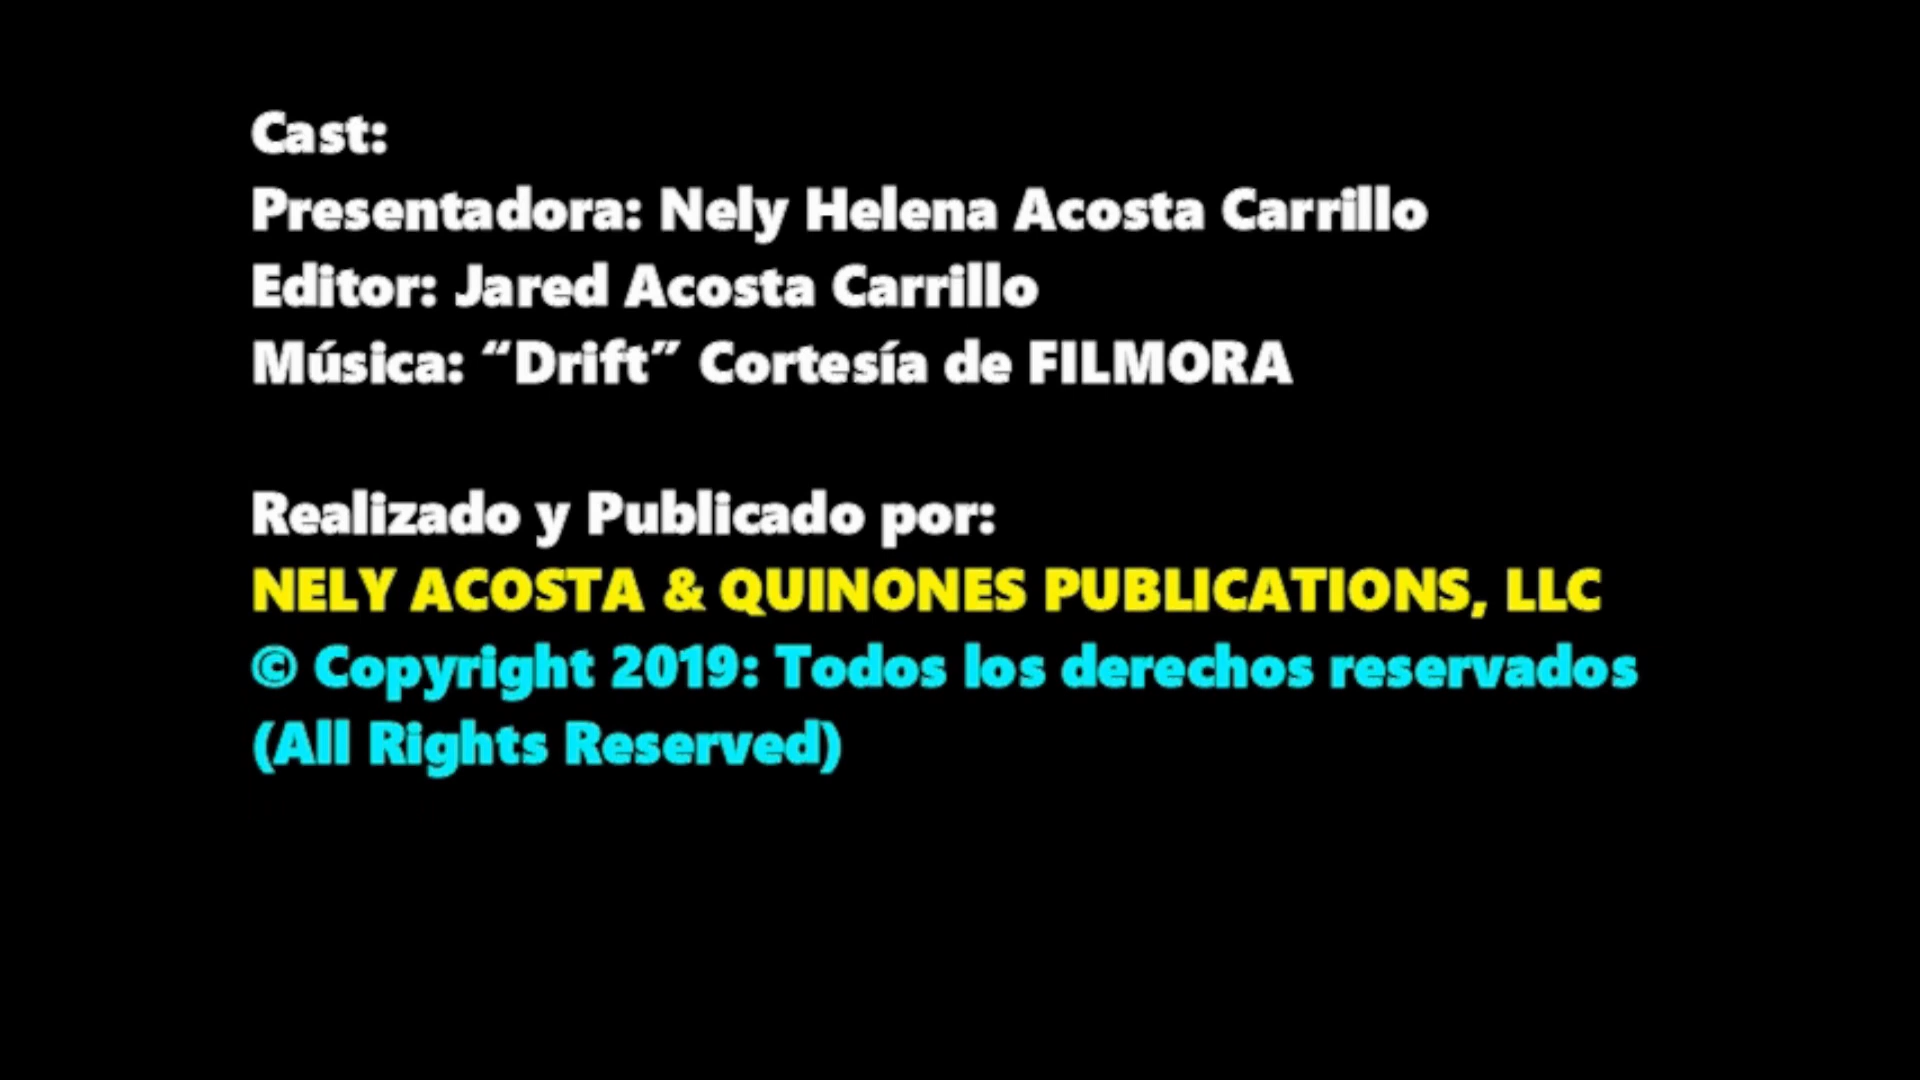 Cast:
Presentadora: Nely Helena Acosta Carrillo
Editor: Jared Acosta Carrillo
Música: “Drift” Cortesía de FILMORA
Realizado y Publicado por:
NELY ACOSTA & QUINONES PUBLICATIONS, LLC
© Copyright 2019: Todos los derechos reservados
(All Rights Reserved)